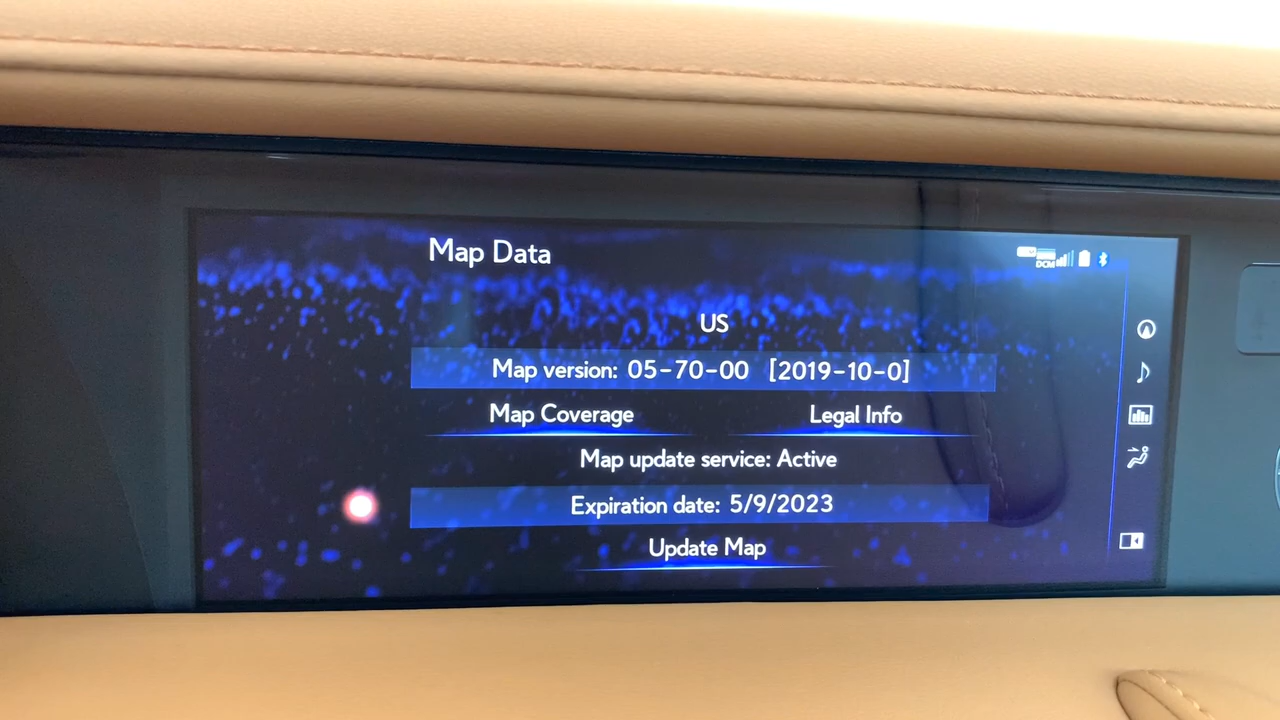 Map Data
DCM
US
Map version: 05-70-00 [2019-10-0]
Map Coverage Legal Info
Map update service: Active
Expiration date: 5/9/2023
Update Map